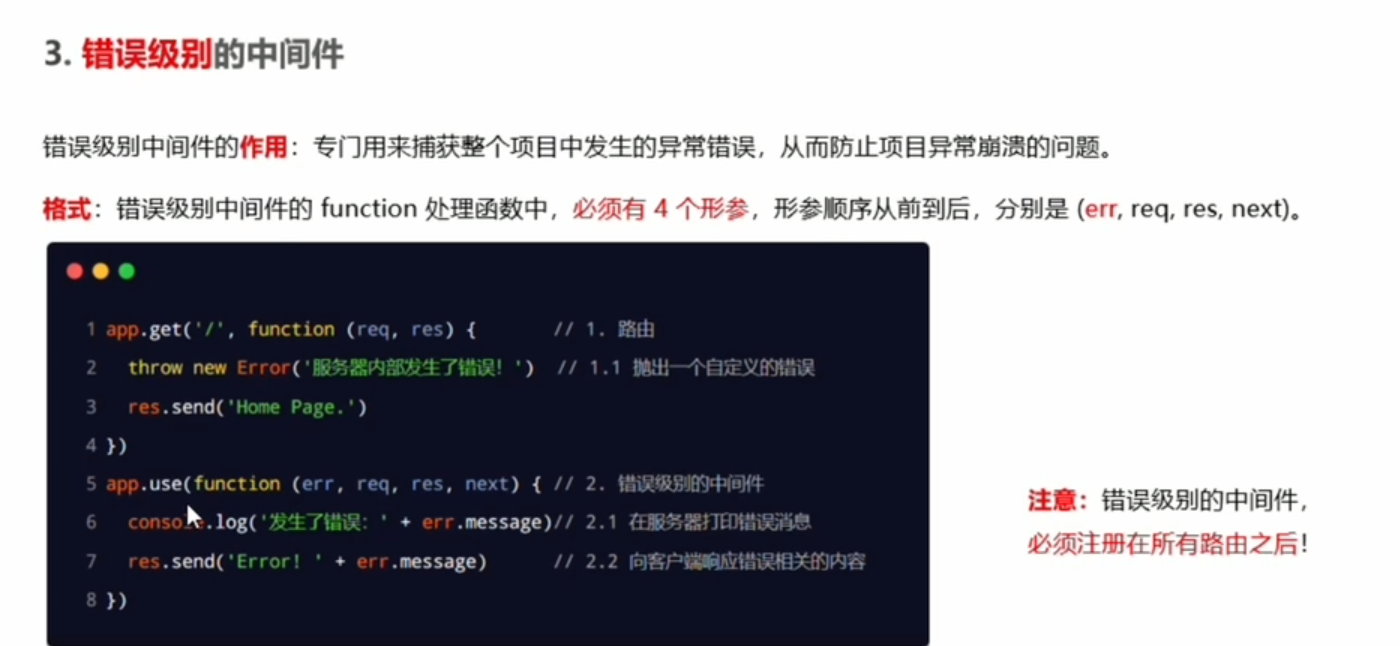 3. 错误级别的中间件
错误级别中间件的作用：专门用来捕获整个项目中发生的异常错误，从而防止项目异常崩溃的问题。
格式：错误级别中间件的 function 处理函数中，必须有 4 个形参，形参顺序从前到后，分别是 (err, req, res, next)。
1 app.get('/', function (req, res) { // 1. 路由
2 throw new Error('服务器内部发生了错误！') // 1.1 抛出一个自定义的错误
3 res.send('Home Page.')
4 })
5 app.use(function (err, req, res, next) { // 2. 错误级别的中间件
6 console.log('发生了错误：' + err.message)// 2.1 在服务器打印错误消息
7 res.send('Error! ' + err.message) // 2.2 向客户端响应错误相关的内容
8 })
注意：错误级别的中间件，
必须注册在所有路由之后！